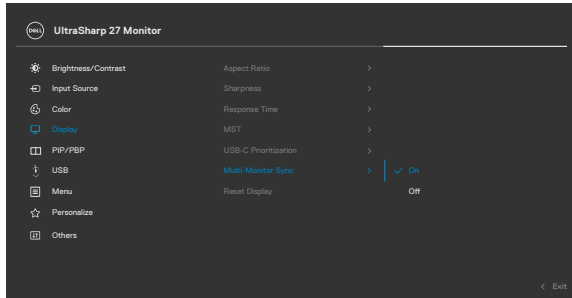 DELL UltraSharp 27 Monitor
Brightness/Contrast Aspect Ratio >
Input Source Sharpness >
Color Response Time >
Display MST >
PIP/PBP USB-C Prioritization >
USB Multi-Monitor Sync > ✓ On
Menu Reset Display Off
Personalize
Others
< Exit